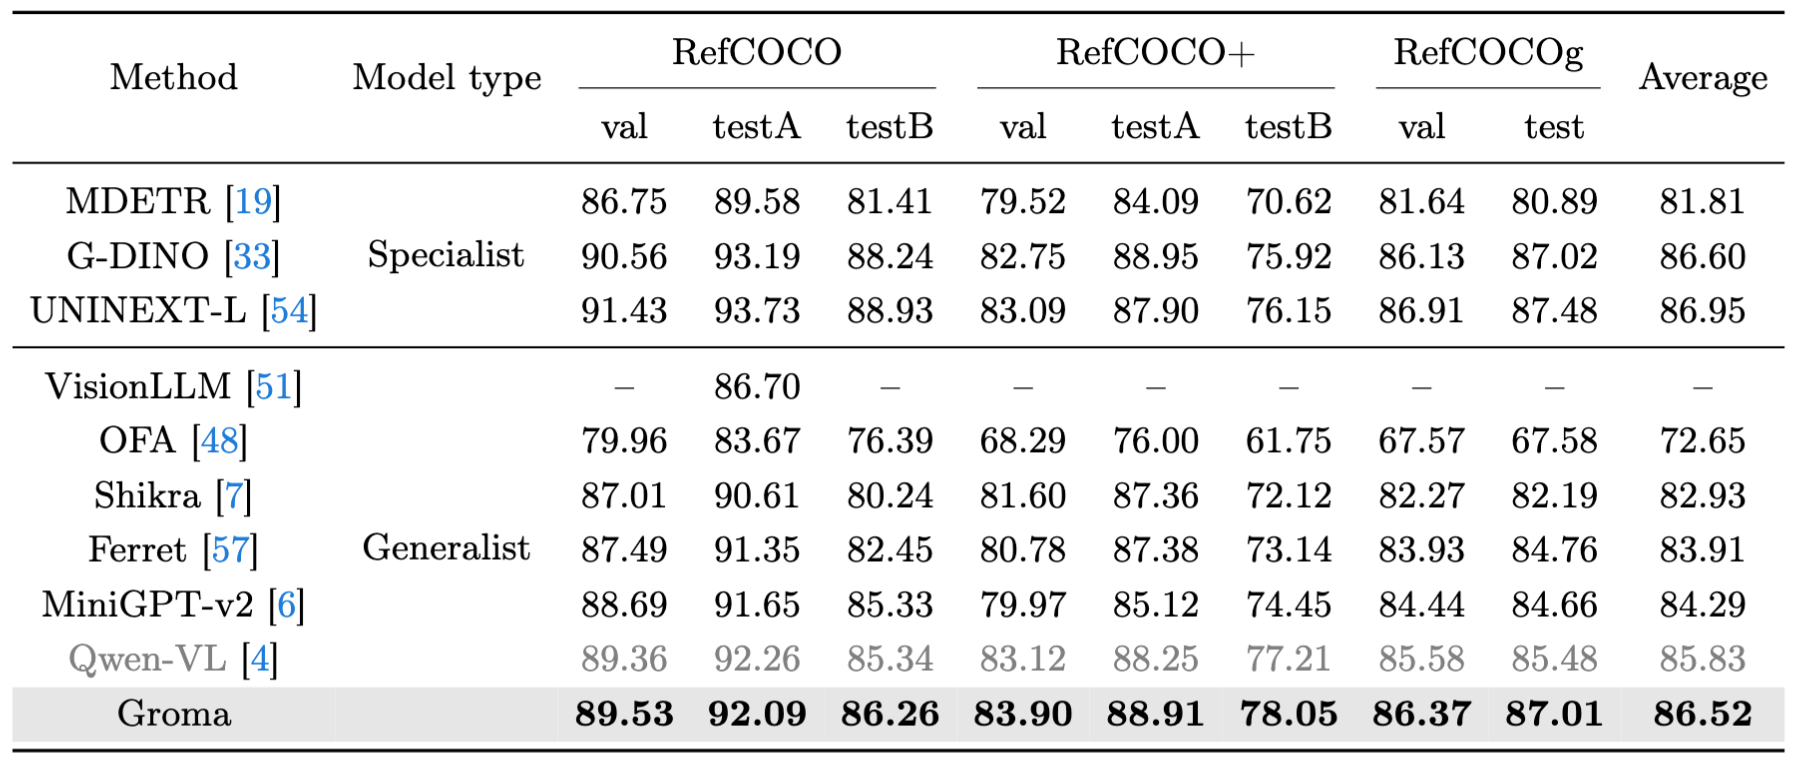 Method Model type RefCOCO RefCOCO+ RefCOCOg Average
val testA testB val testA testB val test
MDETR [19] 86.75 89.58 81.41 79.52 84.09 70.62 81.64 80.89 81.81
G-DINO [33] Specialist 90.56 93.19 88.24 82.75 88.95 75.92 86.13 87.02 86.60
UNINEXT-L [54] 91.43 93.73 88.93 83.09 87.90 76.15 86.91 87.48 86.95
VisionLLM [51] – 86.70 – – – – – – –
OFA [48] 79.96 83.67 76.39 68.29 76.00 61.75 67.57 67.58 72.65
Shikra [7] 87.01 90.61 80.24 81.60 87.36 72.12 82.27 82.19 82.93
Ferret [57] Generalist 87.49 91.35 82.45 80.78 87.38 73.14 83.93 84.76 83.91
MiniGPT-v2 [6] 88.69 91.65 85.33 79.97 85.12 74.45 84.44 84.66 84.29
Qwen-VL [4] 89.36 92.26 85.34 83.12 88.25 77.21 85.58 85.48 85.83
Groma 89.53 92.09 86.26 83.90 88.91 78.05 86.37 87.01 86.52